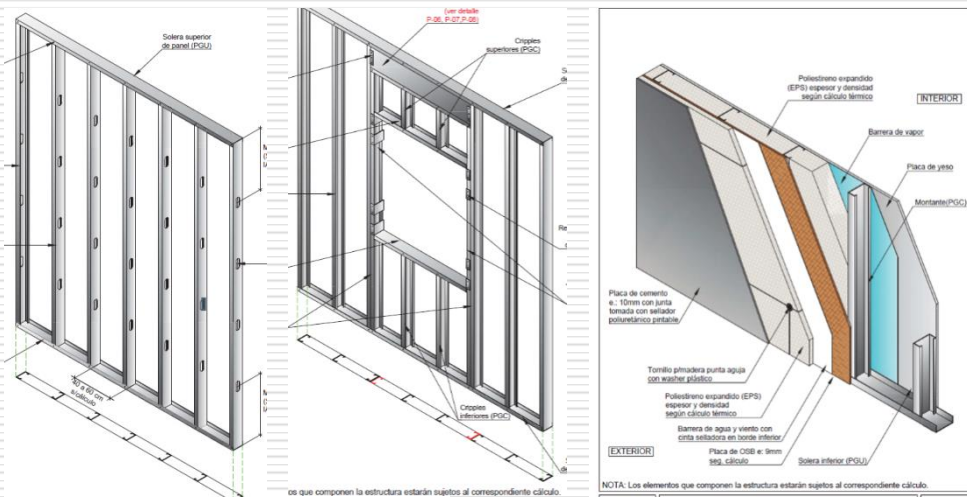 Solera superior
de panel (PGU)
40 a 60 cm
s/cálculo
(ver detalle
P-06, P-07,P-08)
Cripples
superiores (PGC)
Cripples
inferiores (PGC)
os que componen la estructura estarán sujetos al correspondiente cálculo.
Poliestireno expandido
(EPS) espesor y densidad
según cálculo térmico
INTERIOR
Barrera de vapor
Placa de yeso
Montante(PGC)
Placa de cemento
e.: 10mm con junta
tomada con sellador
poliuretánico pintable
Tornillo p/madera punta aguja
con washer plástico
Poliestireno expandido (EPS)
espesor y densidad
según cálculo térmico
Barrera de agua y viento con
cinta selladora en borde inferior
EXTERIOR
Placa de OSB e: 9mm
seg. cálculo
Solera inferior (PGU)
NOTA: Los elementos que componen la estructura estarán sujetos al correspondiente cálculo.